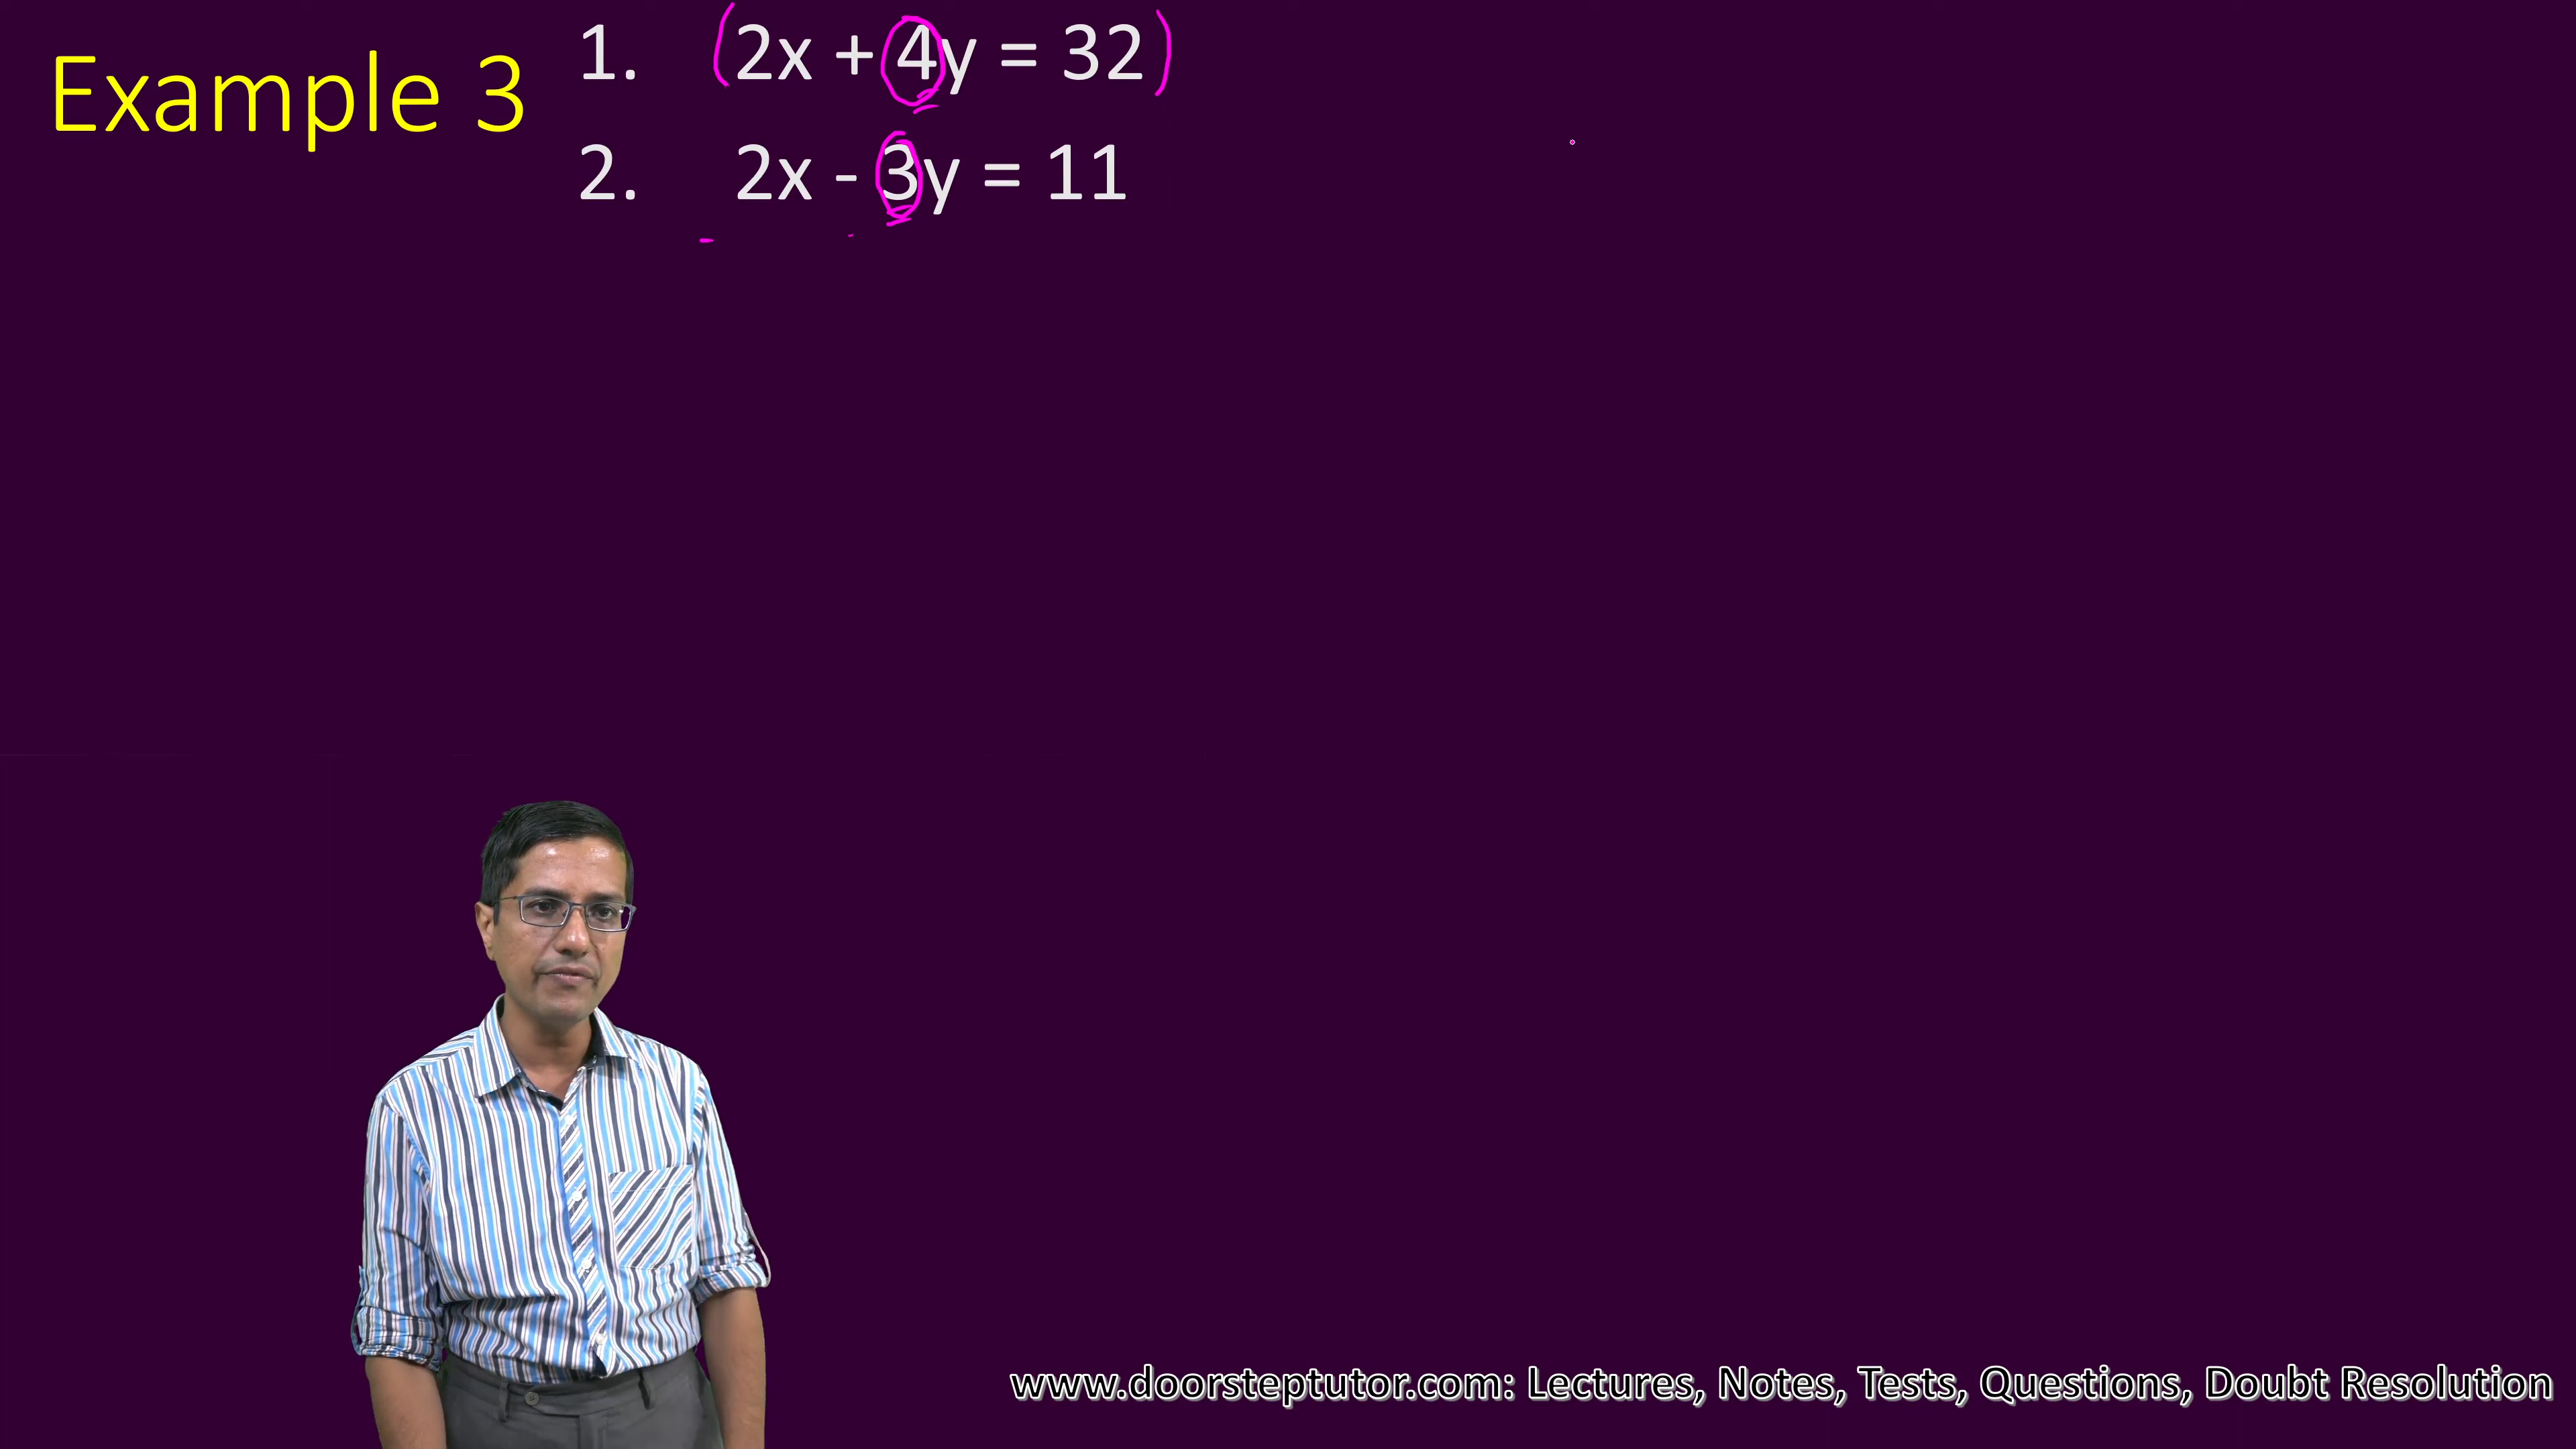 Example 3
1. (2x + 4y = 32)
2. 2x - 3y = 11
www.doorsteptutor.com: Lectures, Notes, Tests, Questions, Doubt Resolution